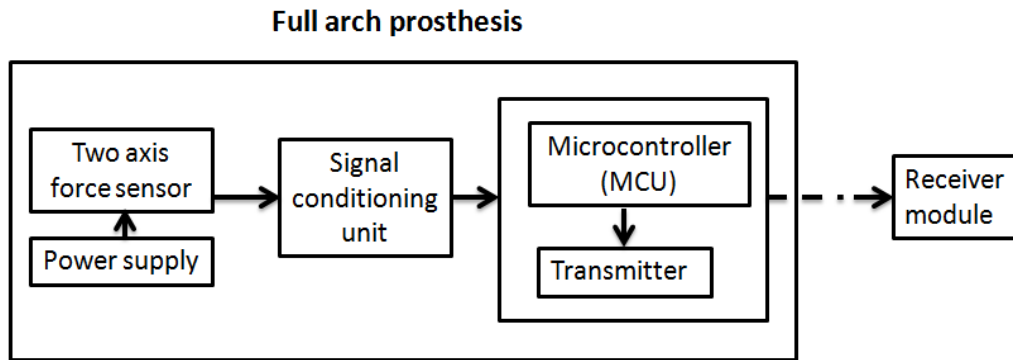 Full arch prosthesis
Two axis
force sensor
Power supply
Signal
conditioning
unit
Microcontroller
(MCU)
Transmitter
Receiver
module